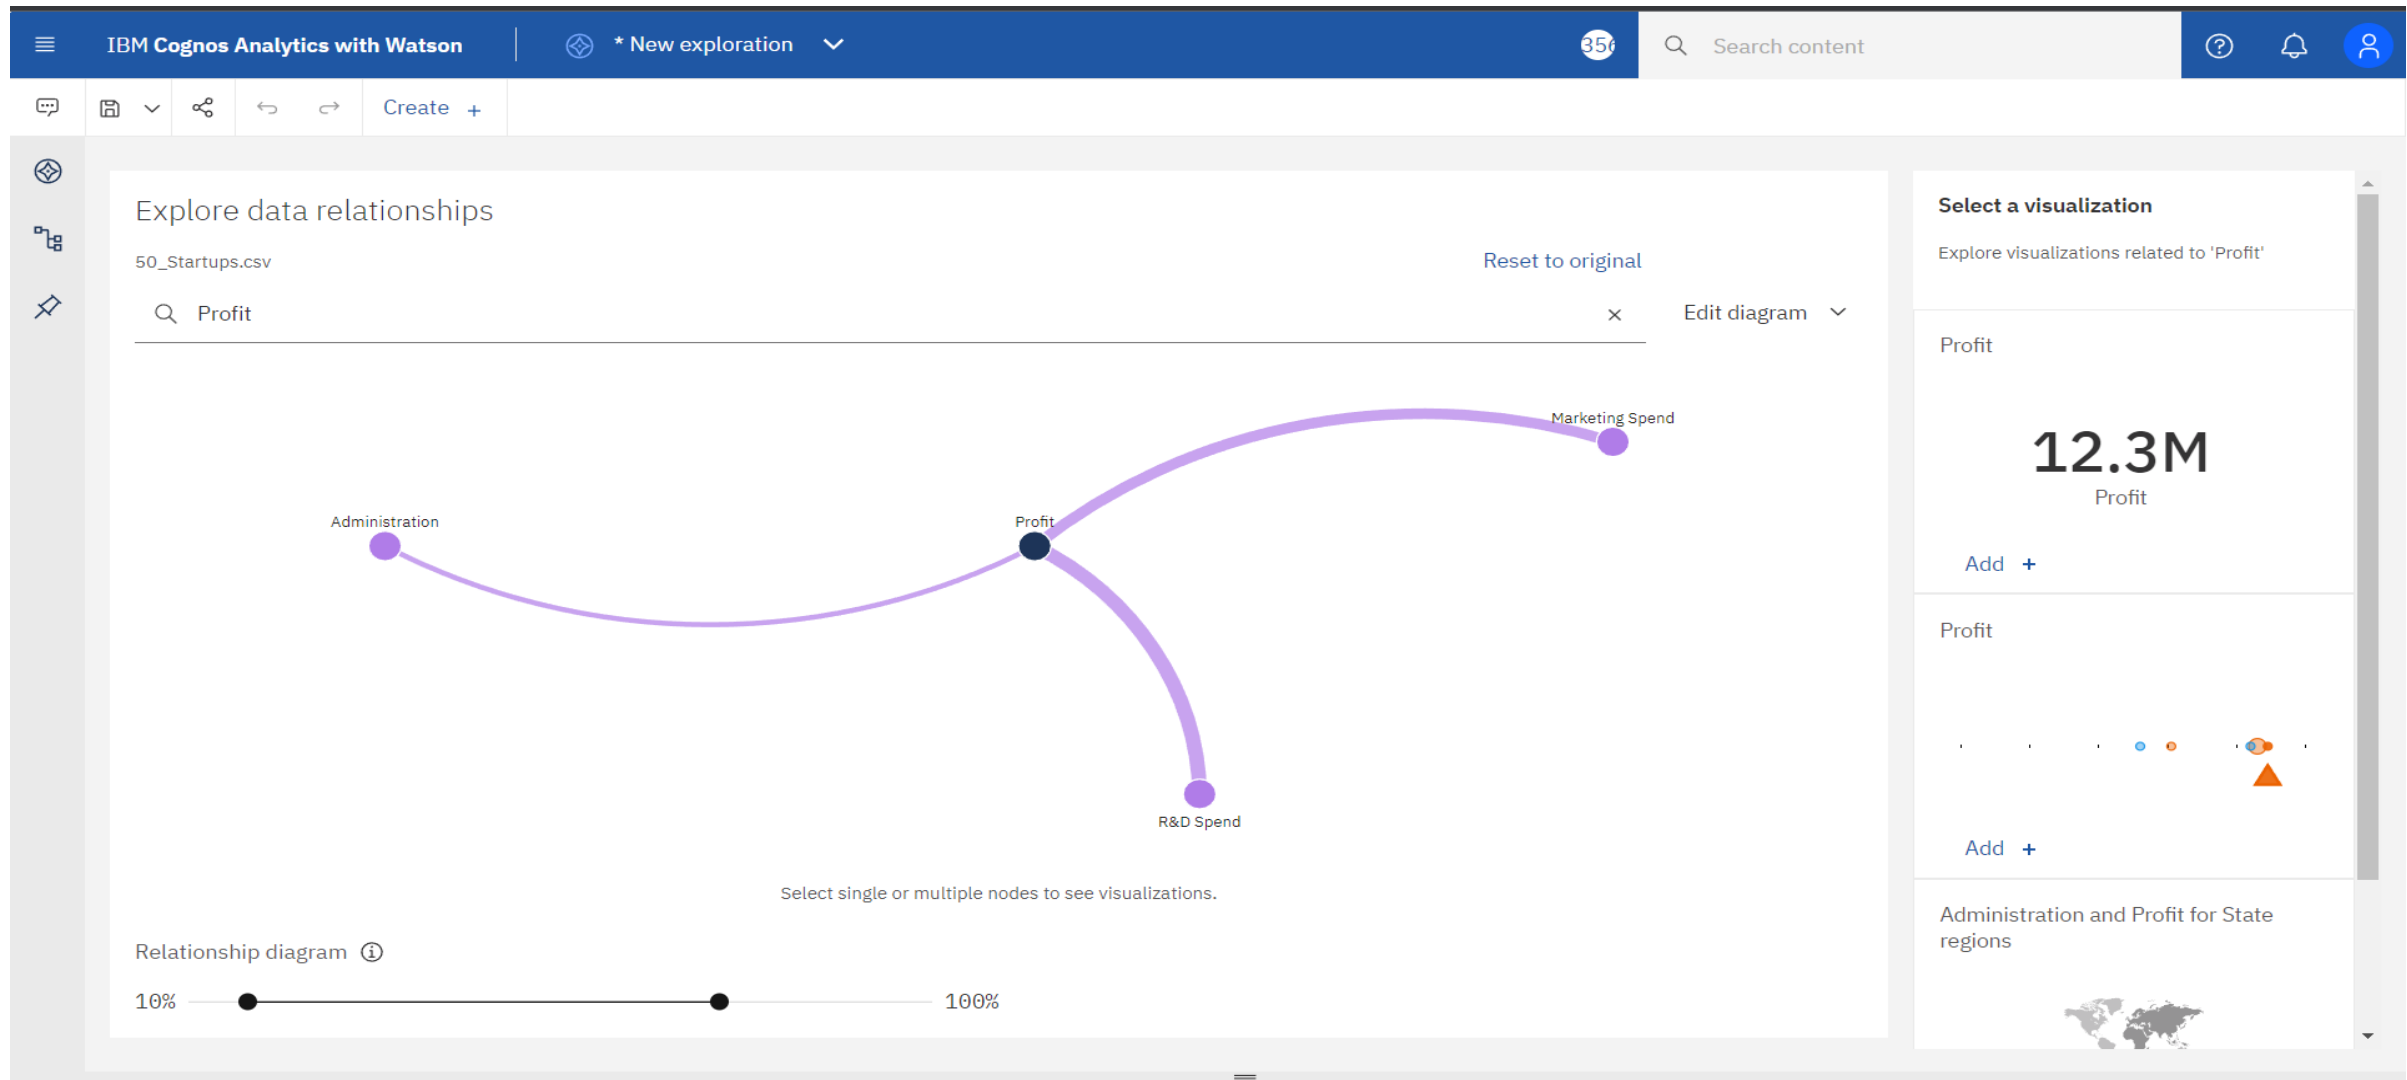 IBM Cognos Analytics with Watson
* New exploration
356
Search content
Create +
Explore data relationships
50_Startups.csv
Reset to original
Profit
Edit diagram
Marketing Spend
Administration
Profit
R&D Spend
Select single or multiple nodes to see visualizations.
Relationship diagram
10%
100%
Select a visualization
Explore visualizations related to 'Profit'
Profit
12.3M
Profit
Add +
Profit
Add +
Administration and Profit for State
regions